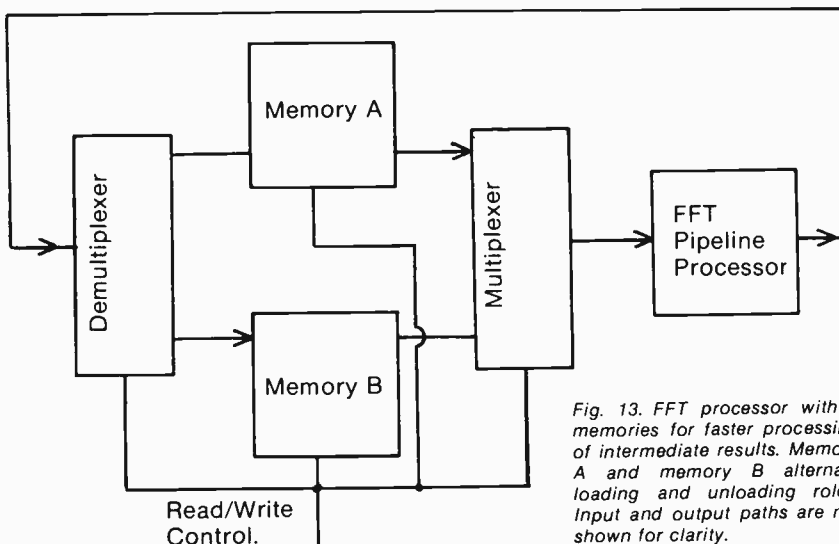 Memory A
Demultiplexer
Multiplexer
FFT
Pipeline
Processor
Memory B
Read/Write
Control.
Fig. 13. FFT processor with
memories for faster processi
of intermediate results. Memo
A and memory B alterna
loading and unloading rol
Input and output paths are n
shown for clarity.